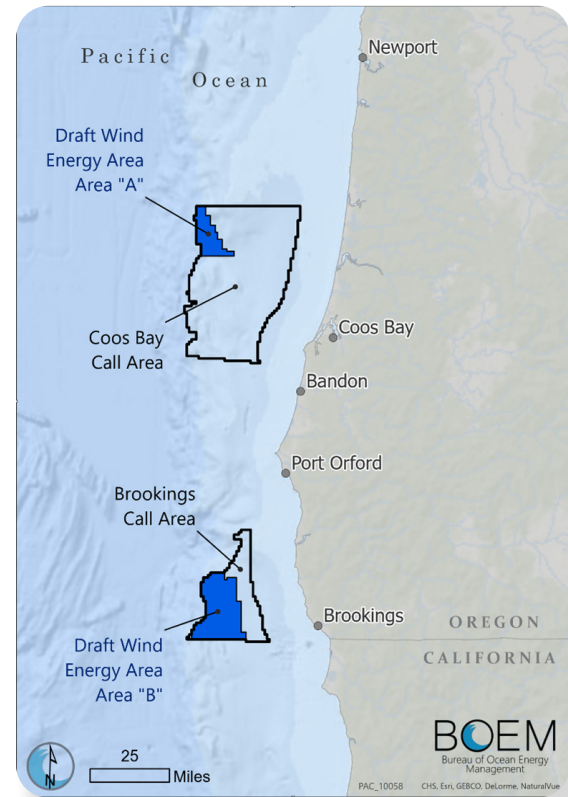 Pacific
Ocean
Newport
Draft Wind
Energy Area
Area "A"
Coos Bay
Call Area
Coos Bay
Bandon
Port Orford
Brookings
Call Area
Brookings
OREGON
CALIFORNIA
Draft Wind
Energy Area
Area "B"
N
25
Miles
BOEM
Bureau of Ocean Energy
Management
PAC_10058
CHS, Esri, GEBCO, DeLorme, NaturalVue